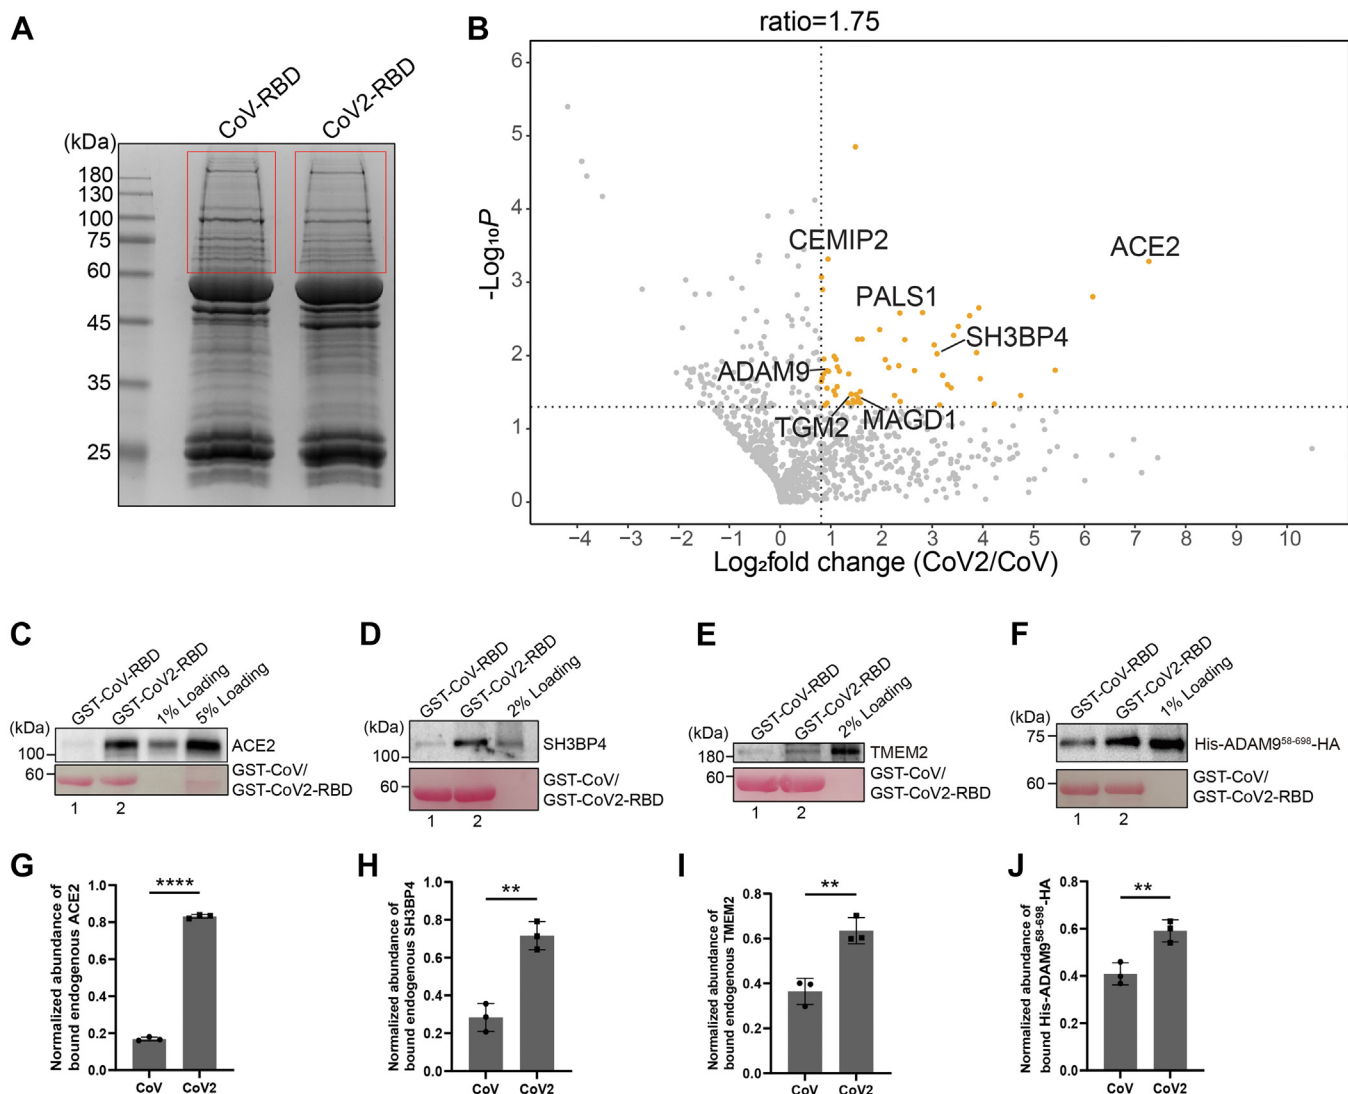 A
CoV-RBD
CoV2-RBD
(kDa)
180
130
100
75
60
45
35
25
B
ratio=1.75
-Log₁₀P
6
5
4
3
2
1
0
CEMIP2
ACE2
PALS1
SH3BP4
ADAM9
TGM2
MAGD1
−4 −3 −2 −1 0 1 2 3 4 5 6 7 8 9 10
Log₂fold change (CoV2/CoV)
C
GST-CoV-RBD
GST-CoV2-RBD
1% Loading
5% Loading
(kDa)
100
ACE2
60
GST-CoV/
GST-CoV2-RBD
1 2
D
GST-CoV-RBD
GST-CoV2-RBD
2% Loading
(kDa)
100
SH3BP4
60
GST-CoV/
GST-CoV2-RBD
1 2
E
GST-CoV-RBD
GST-CoV2-RBD
2% Loading
(kDa)
180
TMEM2
60
GST-CoV/
GST-CoV2-RBD
1 2
F
GST-CoV-RBD
GST-CoV2-RBD
1% Loading
(kDa)
75
His-ADAM9⁵⁸⁻⁶⁹⁸-HA
60
GST-CoV/
GST-CoV2-RBD
1 2
G
Normalized abundance of
bound endogenous ACE2
1.0
0.8
0.6
0.4
0.2
0.0
****
CoV CoV2
H
Normalized abundance of
bound endogenous SH3BP4
1.0
0.8
0.6
0.4
0.2
0.0
**
CoV CoV2
I
Normalized abundance of
bound endogenous TMEM2
0.8
0.6
0.4
0.2
0.0
**
CoV CoV2
J
Normalized abundance of
bound His-ADAM9⁵⁸⁻⁶⁹⁸-HA
0.8
0.6
0.4
0.2
0.0
**
CoV CoV2